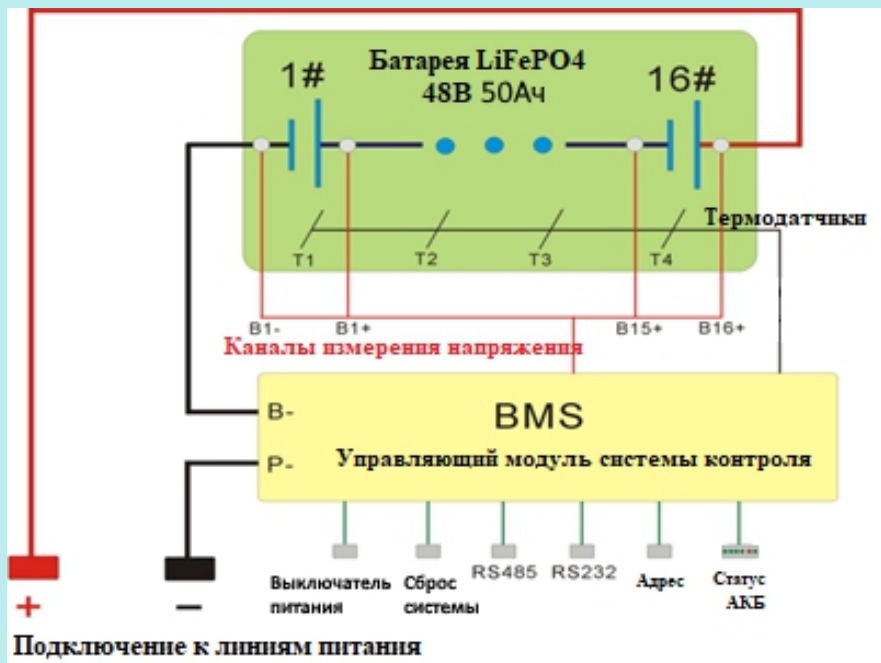 Батарея LiFePO4
48В 50Ач
1#
16#
Термодатчики
T1
T2
T3
T4
B1-
B1+
B15+
B16+
Каналы измерения напряжения
B-
BMS
P-
Управляющий модуль системы контроля
Выключатель
питания
Сброс
системы
RS485
RS232
Адрес
Статус
АКБ
+
−
Подключение к линиям питания